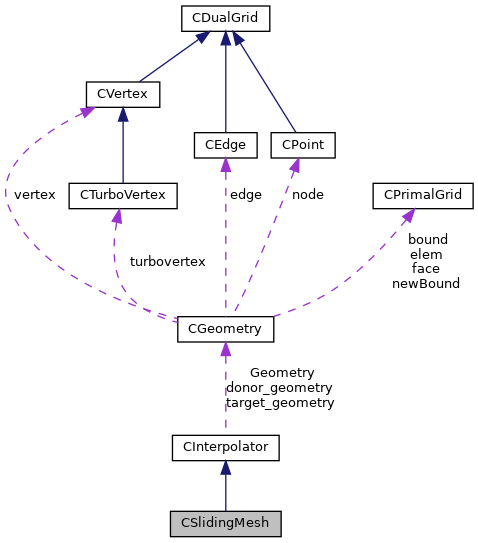 CDualGrid
CVertex
CEdge
CPoint
CTurboVertex
CPrimalGrid
vertex
edge
node
turbovertex
bound
elem
face
newBound
CGeometry
Geometry
donor_geometry
target_geometry
CInterpolator
CSlidingMesh